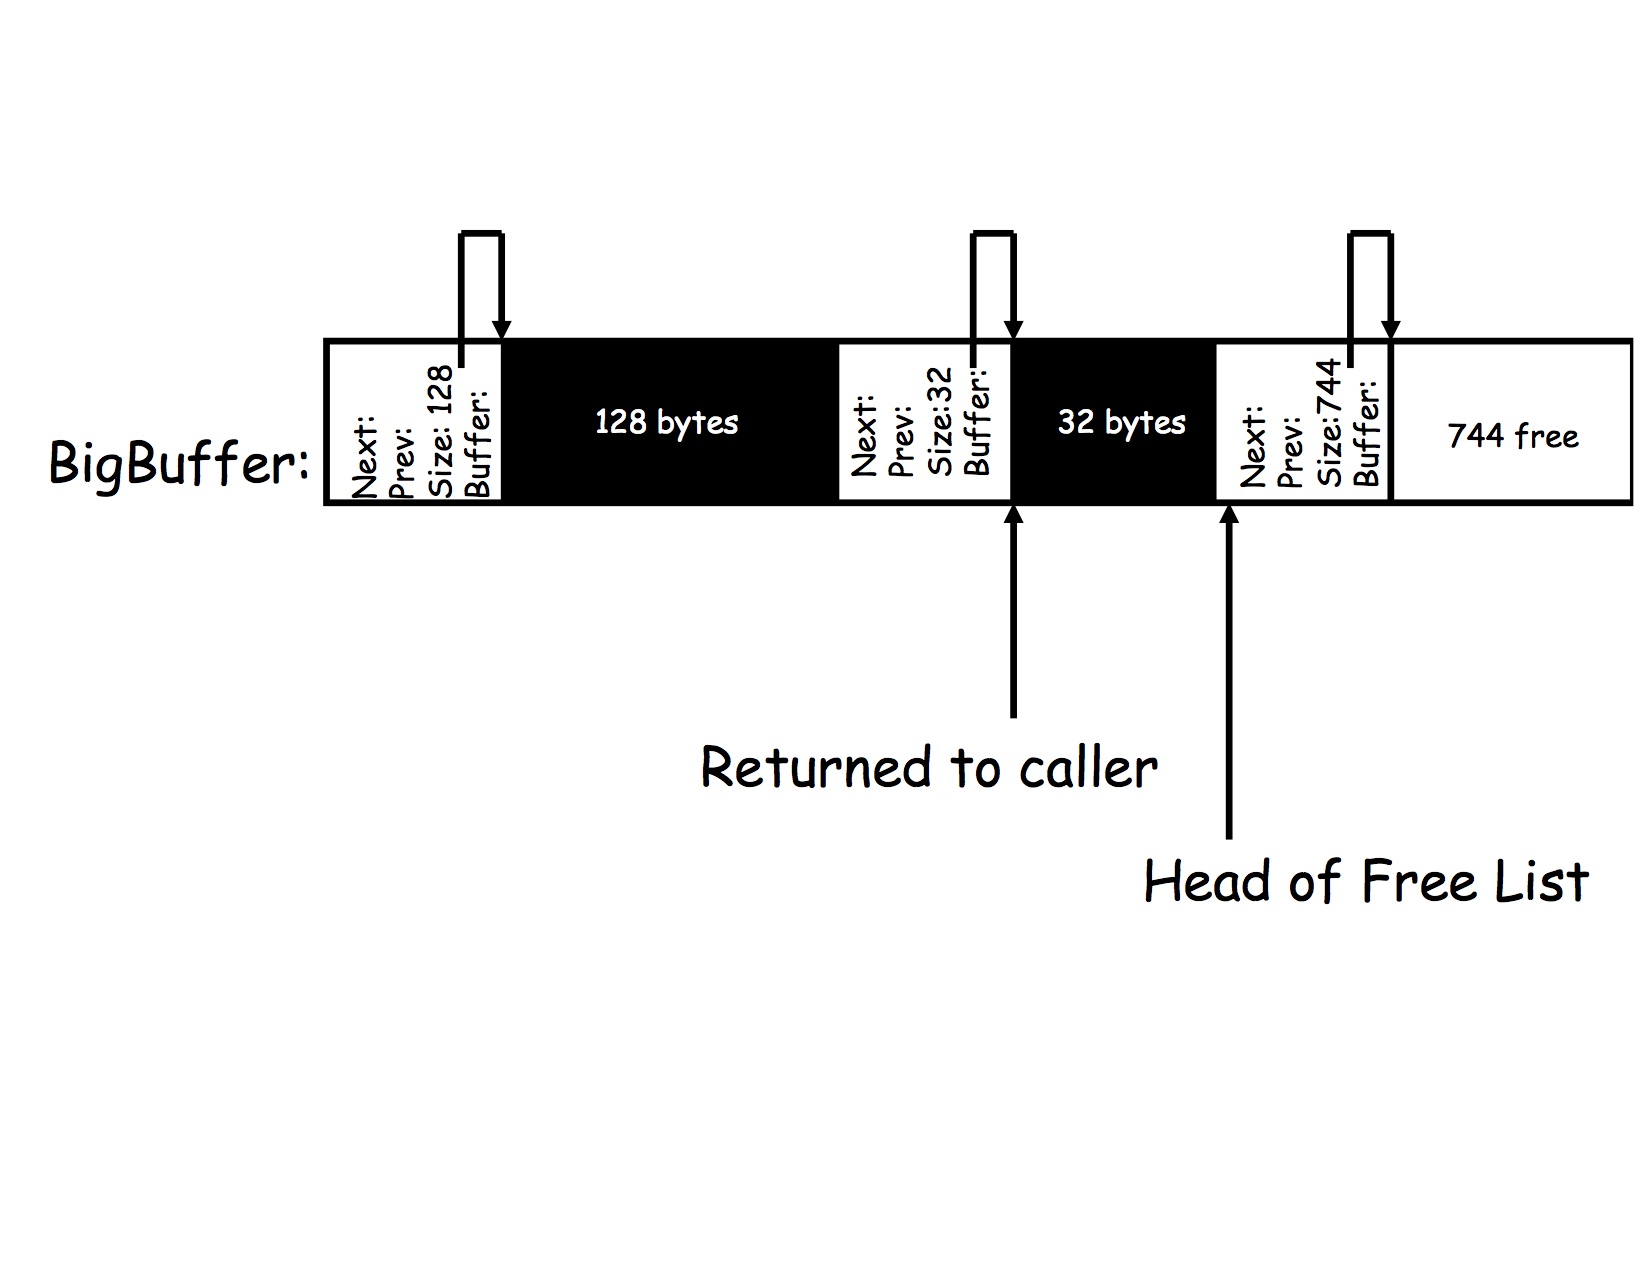 BigBuffer:
Next:
Prev:
Size: 128
Buffer:
128 bytes
Next:
Prev:
Size:32
Buffer:
32 bytes
Next:
Prev:
Size:744
Buffer:
744 free
Returned to caller
Head of Free List